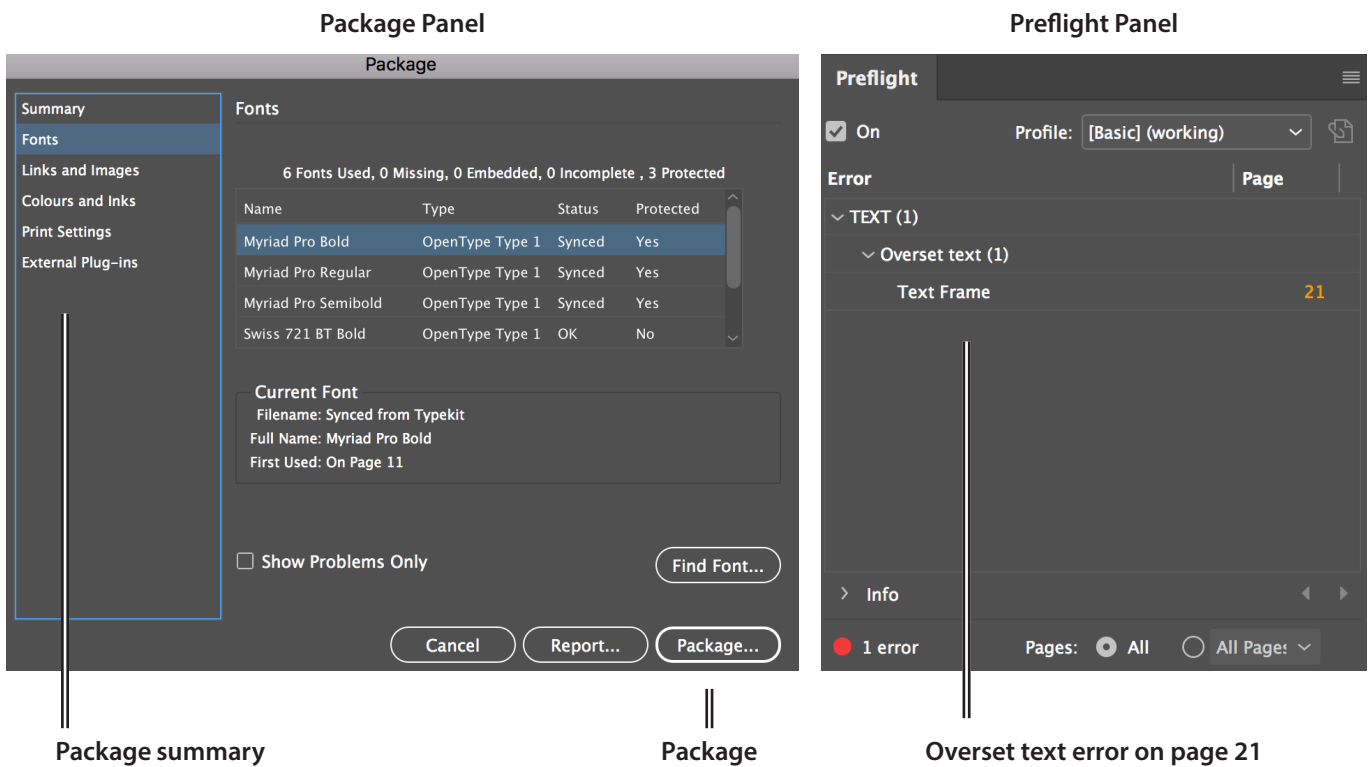 Package Panel
Package
Summary
Fonts
Links and Images
Colours and Inks
Print Settings
External Plug-ins
Fonts
6 Fonts Used, 0 Missing, 0 Embedded, 0 Incomplete , 3 Protected
Name Type Status Protected
Myriad Pro Bold OpenType Type 1 Synced Yes
Myriad Pro Regular OpenType Type 1 Synced Yes
Myriad Pro Semibold OpenType Type 1 Synced Yes
Swiss 721 BT Bold OpenType Type 1 OK No
Current Font
Filename: Synced from Typekit
Full Name: Myriad Pro Bold
First Used: On Page 11
Show Problems Only
Find Font...
Cancel Report... Package...
Package summary
Package
Preflight Panel
Preflight
On Profile: [Basic] (working)
Error Page
TEXT (1)
Overset text (1)
Text Frame 21
Info
1 error Pages: All All Pages
Overset text error on page 21